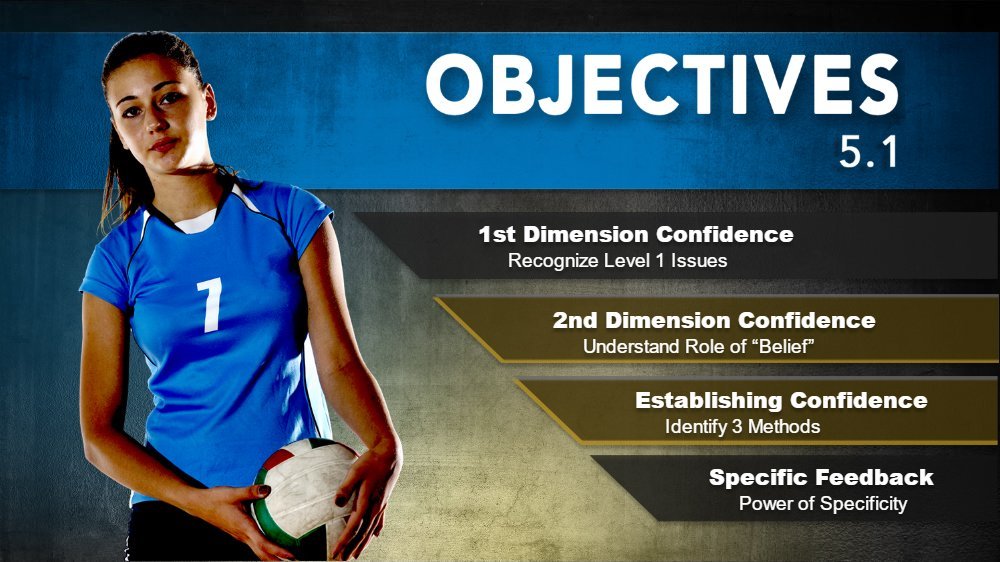 OBJECTIVES
5.1
1st Dimension Confidence
Recognize Level 1 Issues
2nd Dimension Confidence
Understand Role of “Belief”
Establishing Confidence
Identify 3 Methods
Specific Feedback
Power of Specificity
1